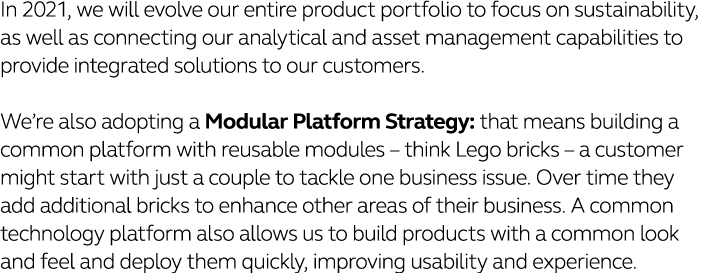 In 2021, we will evolve our entire product portfolio to focus on sustainability,
as well as connecting our analytical and asset management capabilities to
provide integrated solutions to our customers.
We’re also adopting a Modular Platform Strategy: that means building a
common platform with reusable modules – think Lego bricks – a customer
might start with just a couple to tackle one business issue. Over time they
add additional bricks to enhance other areas of their business. A common
technology platform also allows us to build products with a common look
and feel and deploy them quickly, improving usability and experience.